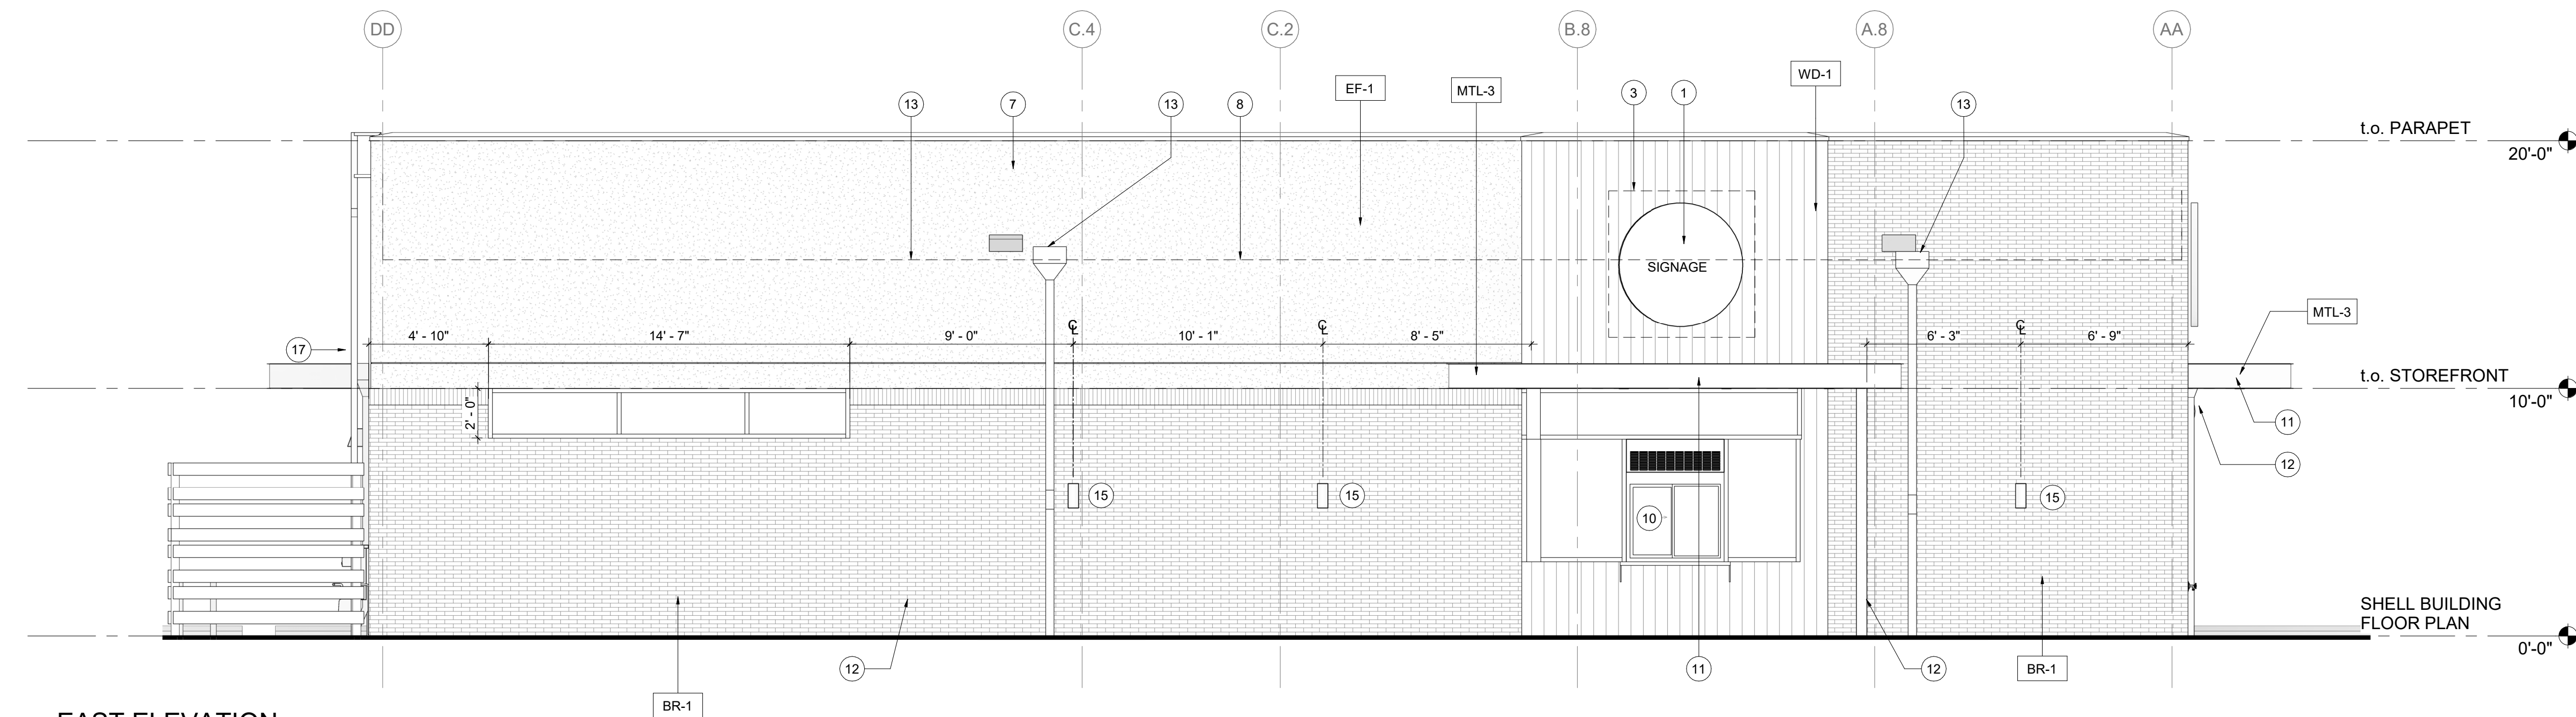 DD
C.4
C.2
B.8
A.8
AA
EF-1
MTL-3
WD-1
13
7
13
8
3
1
13
t.o. PARAPET
20'-0"
SIGNAGE
17
4' - 10"
14' - 7"
9' - 0"
℄
10' - 1"
℄
8' - 5"
6' - 3"
℄
6' - 9"
MTL-3
t.o. STOREFRONT
10'-0"
2' - 0"
11
12
15
15
10
15
SHELL BUILDING
FLOOR PLAN
0'-0"
12
11
12
BR-1
BR-1
EAST ELEVATION